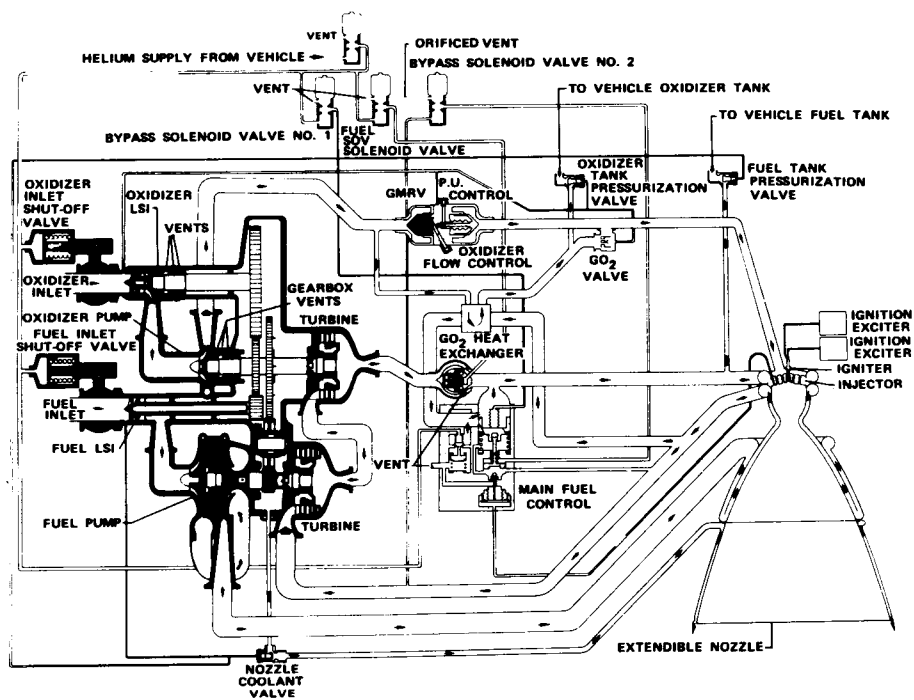 VENT
HELIUM SUPPLY FROM VEHICLE
ORIFICED VENT
BYPASS SOLENOID VALVE NO. 2
VENT
TO VEHICLE OXIDIZER TANK
TO VEHICLE FUEL TANK
BYPASS SOLENOID VALVE NO. 1
FUEL
SOV
SOLENOID VALVE
OXIDIZER
INLET
SHUT-OFF
VALVE
OXIDIZER
LSI
VENTS
GMRV
P.U.
CONTROL
OXIDIZER
TANK
PRESSURIZATION
VALVE
FUEL TANK
PRESSURIZATION
VALVE
OXIDIZER
FLOW CONTROL
GO2
VALVE
OXIDIZER
INLET
GEARBOX
VENTS
OXIDIZER PUMP
TURBINE
FUEL INLET
SHUT-OFF VALVE
GO2 HEAT
EXCHANGER
IGNITION
EXCITER
IGNITION
EXCITER
IGNITER
INJECTOR
FUEL
INLET
FUEL LSI
VENT
MAIN FUEL
CONTROL
FUEL PUMP
TURBINE
EXTENDIBLE NOZZLE
NOZZLE
COOLANT
VALVE